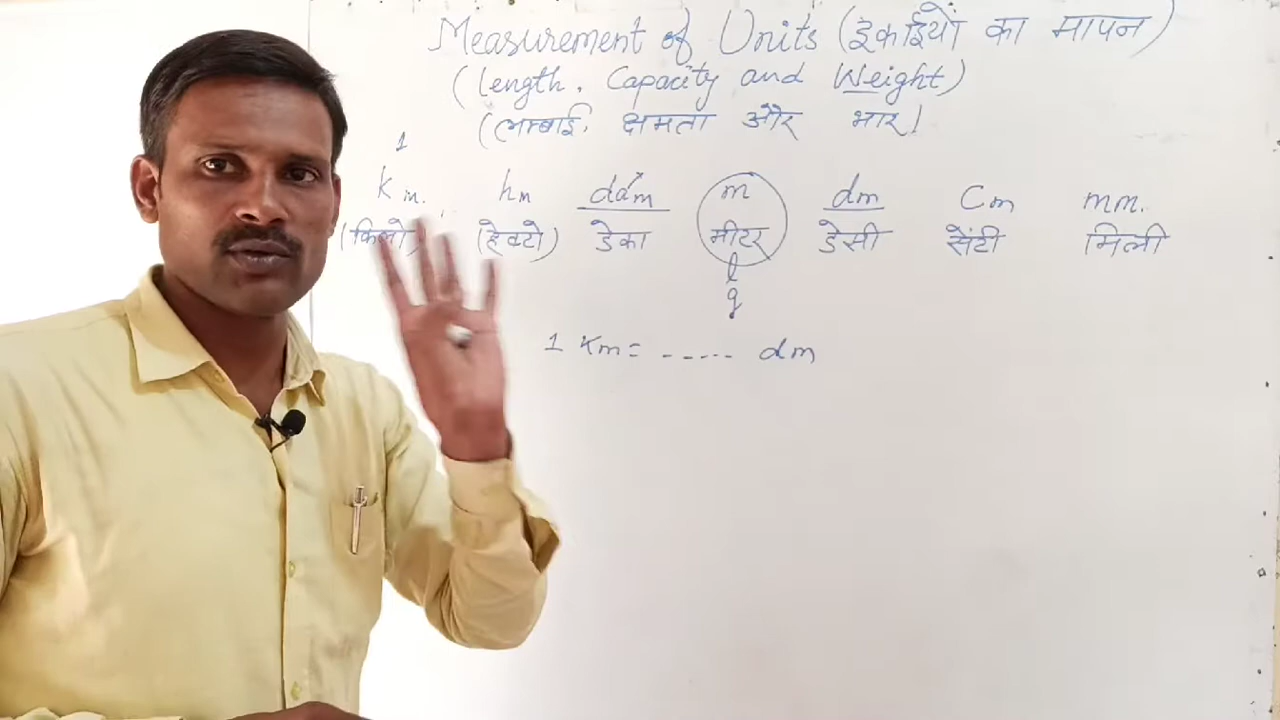 Measurement of Units (इकाईयों का मापन)
(length, Capacity and Weight)
(लम्बाई, क्षमता और भार)
1
Km. hm dam m dm Cm mm.
(किलो) (हेक्टो) डेका मीटर डेसी सेंटी मिली
l
g
1 Km = ----- dm